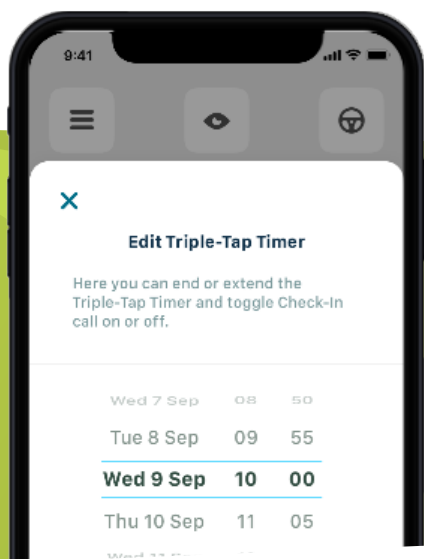 9:41
Edit Triple-Tap Timer
Here you can end or extend the
Triple-Tap Timer and toggle Check-In
call on or off.
Wed 7 Sep 08 50
Tue 8 Sep 09 55
Wed 9 Sep 10 00
Thu 10 Sep 11 05